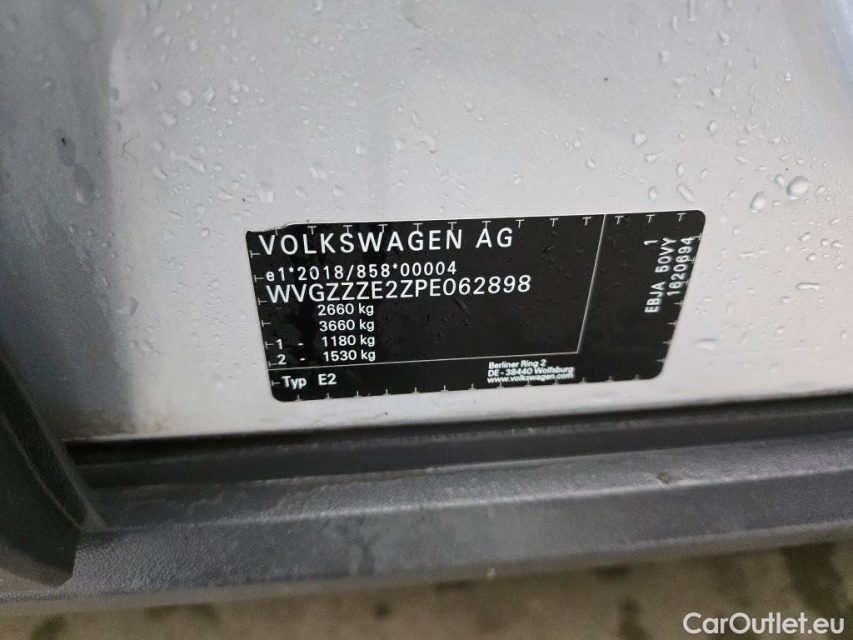 VOLKSWAGEN AG
e1*2018/858*00004
WVGZZZE2ZPE062898
2660 kg
3660 kg
1 - 1180 kg
2 - 1530 kg
Typ E2
Berliner Ring 2
DE - 38440 Wolfsburg
www.volkswagen.com
1
EBJA 50VY
1620694
CarOutlet.eu